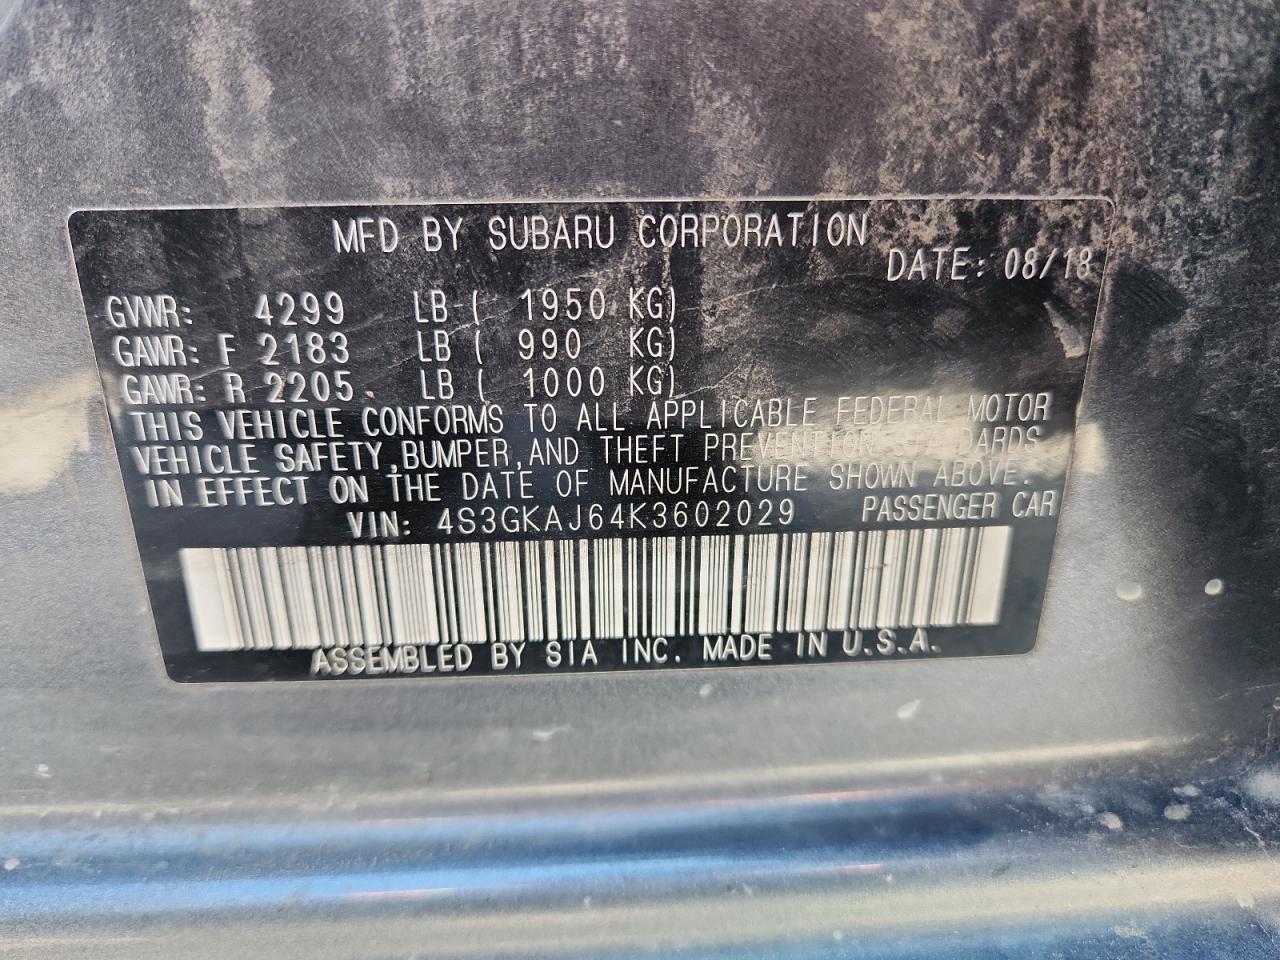 MFD BY SUBARU CORPORATION
DATE: 08/18
GVWR: 4299 LB ( 1950 KG)
GAWR: F 2183 LB ( 990 KG)
GAWR: R 2205 LB ( 1000 KG)
THIS VEHICLE CONFORMS TO ALL APPLICABLE FEDERAL MOTOR
VEHICLE SAFETY, BUMPER, AND THEFT PREVENTION STANDARDS
IN EFFECT ON THE DATE OF MANUFACTURE SHOWN ABOVE.
VIN: 4S3GKAJ64K3602029 PASSENGER CAR
ASSEMBLED BY SIA INC. MADE IN U.S.A.